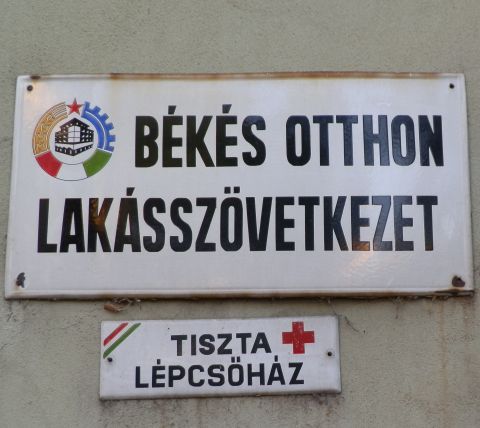 BÉKÉS OTTHON
LAKÁSSZÖVETKEZET
TISZTA
LÉPCSŐHÁZ